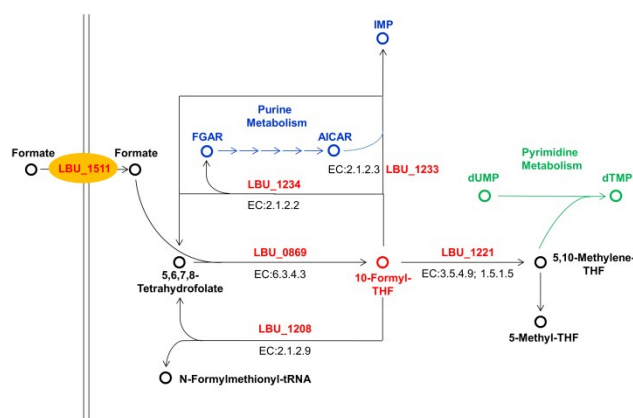 IMP
Purine
Metabolism
FGAR
AICAR
EC:2.1.2.3
LBU_1233
Formate
LBU_1511
Formate
LBU_1234
EC:2.1.2.2
Pyrimidine
Metabolism
dUMP
dTMP
LBU_0869
EC:6.3.4.3
5,6,7,8-
Tetrahydrofolate
10-Formyl-
THF
LBU_1221
EC:3.5.4.9; 1.5.1.5
5,10-Methylene-
THF
LBU_1208
EC:2.1.2.9
5-Methyl-THF
N-Formylmethionyl-tRNA